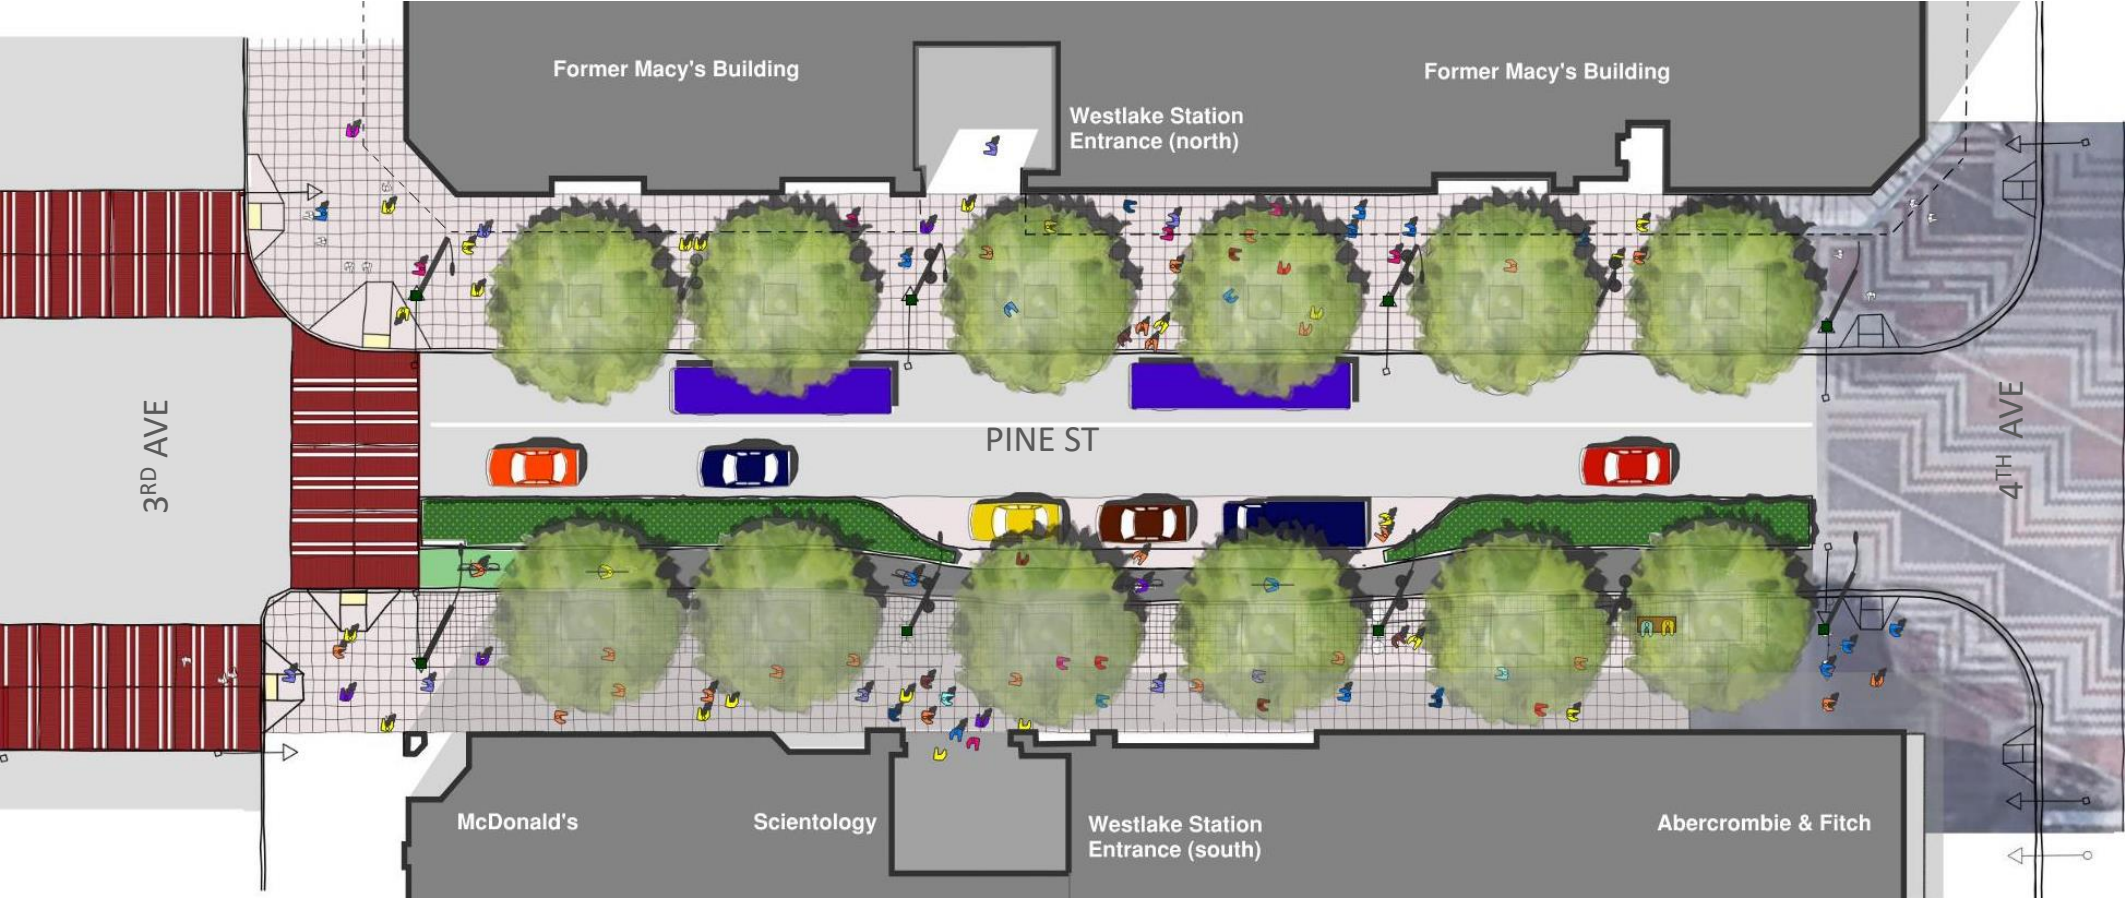 Former Macy's Building
Former Macy's Building
Westlake Station
Entrance (north)
3RD AVE
PINE ST
4TH AVE
McDonald's
Scientology
Westlake Station
Entrance (south)
Abercrombie & Fitch